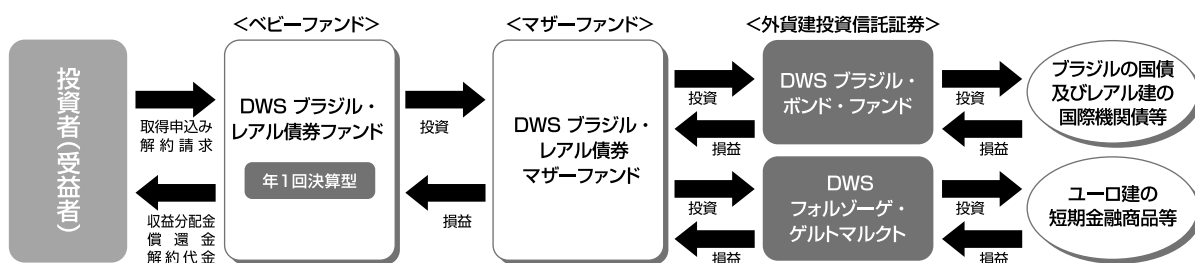 投資者（受益者）
取得申込み
解約請求
収益分配金
償還金
解約代金
＜ベビーファンド＞
DWS ブラジル・
レアル債券ファンド
年1回決算型
投資
損益
＜マザーファンド＞
DWS ブラジル・
レアル債券
マザーファンド
投資
損益
投資
損益
＜外貨建投資信託証券＞
DWS ブラジル・
ボンド・ファンド
DWS
フォルゾーゲ・
ゲルトマルクト
投資
損益
投資
損益
ブラジルの国債
及びレアル建の
国際機関債等
ユーロ建の
短期金融商品等